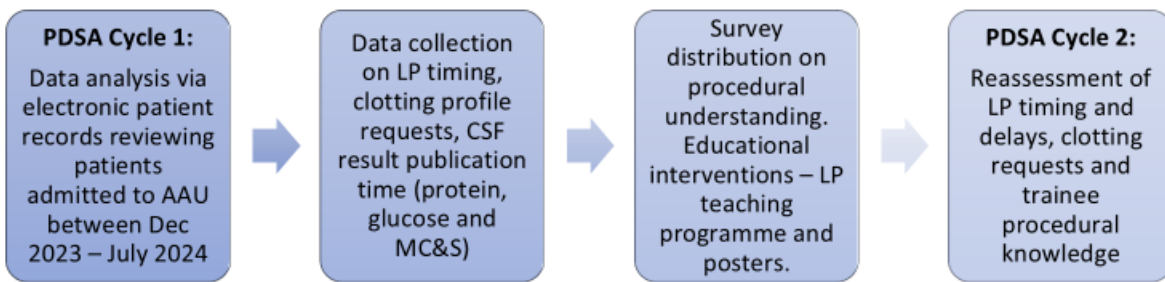 PDSA Cycle 1:
Data analysis via
electronic patient
records reviewing
patients
admitted to AAU
between Dec
2023 – July 2024
Data collection
on LP timing,
clotting profile
requests, CSF
result publication
time (protein,
glucose and
MC&S)
Survey
distribution on
procedural
understanding.
Educational
interventions – LP
teaching
programme and
posters.
PDSA Cycle 2:
Reassessment of
LP timing and
delays, clotting
requests and
trainee
procedural
knowledge